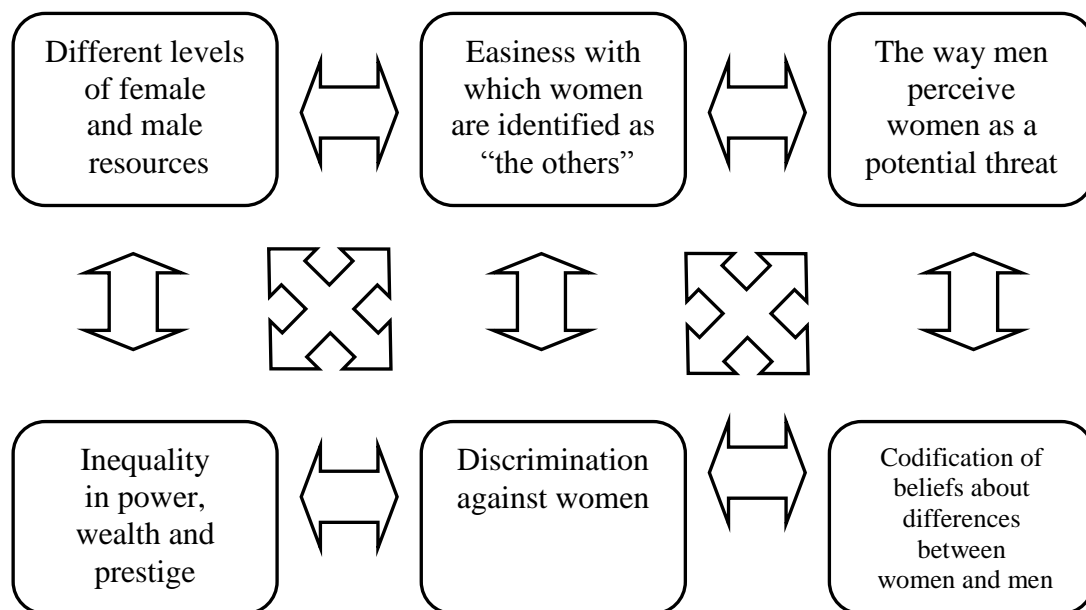 Different levels
of female
and male
resources
Easiness with
which women
are identified as
“the others”
The way men
perceive
women as a
potential threat
Inequality
in power,
wealth and
prestige
Discrimination
against women
Codification of
beliefs about
differences
between
women and men